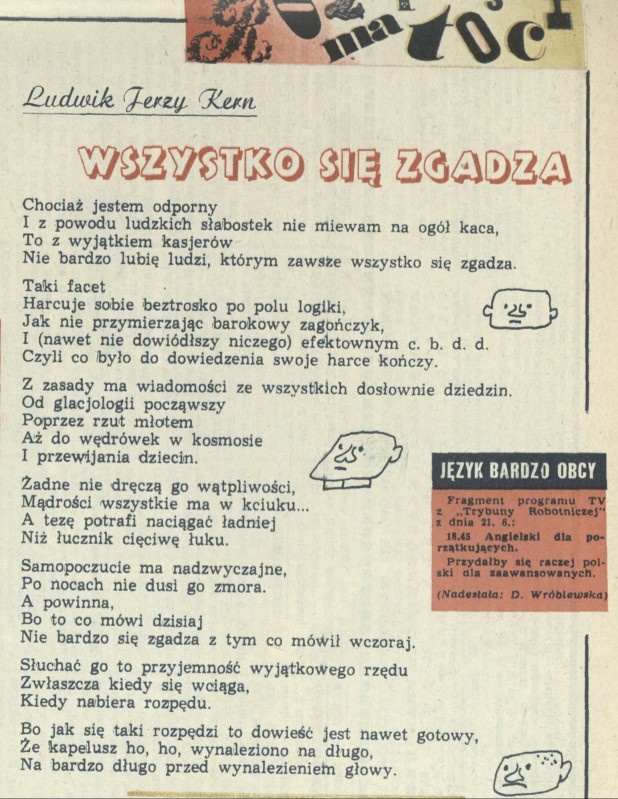 Ludwik Jerzy Kern
WSZYSTKO SIĘ ZGADZA
Chociaż jestem odporny
I z powodu ludzkich słabostek nie miewam na ogół kaca,
To z wyjątkiem kasjerów
Nie bardzo lubię ludzi, którym zawsze wszystko się zgadza.
Taki facet
Harcuje sobie beztrosko po polu logiki,
Jak nie przymierzając barokowy zagończyk,
I (nawet nie dowiódłszy niczego) efektownym c. b. d. d.
Czyli co było do dowiedzenia swoje harce kończy.
Z zasady ma wiadomości ze wszystkich dosłownie dziedzin.
Od glacjologii począwszy
Poprzez rzut młotem
Aż do wędrówek w kosmosie
I przewijania dziecin.
Żadne nie dręczą go wątpliwości,
Mądrości wszystkie ma w kciuku...
A tezę potrafi naciągać ładniej
Niż łucznik cięciwę łuku.
Samopoczucie ma nadzwyczajne,
Po nocach nie dusi go zmora.
A powinna,
Bo to co mówi dzisiaj
Nie bardzo się zgadza z tym co mówił wczoraj.
Słuchać go to przyjemność wyjątkowego rzędu
Zwłaszcza kiedy się wciąga,
Kiedy nabiera rozpędu.
Bo jak się taki rozpędzi to dowieść jest nawet gotowy,
Że kapelusz ho, ho, wynaleziono na długo,
Na bardzo długo przed wynalezieniem głowy.
JĘZYK BARDZO OBCY
Fragment programu TV
z „Trybuny Robotniczej"
z dnia 21. 6.:
18.45 Angielski dla po-
rzątkujących.
Przydałby się raczej pol-
ski dla zaawansowanych.
(Nadesłała: D. Wróblewska)